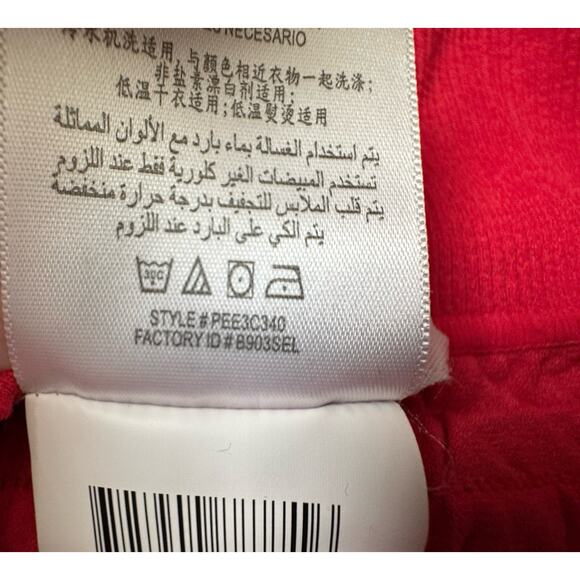 NECESARIO
冷水机洗适用,与颜色相近衣物一起洗涤;
非盐素漂白剂适用;
低温干衣适用;低温熨烫适用
يتم استخدام الغسالة بماء بارد مع الألوان المماثلة
تستخدم المبيضات الغير كلورية فقط عند اللزوم
يتم قلب الملابس للتجفيف بدرجة حرارة منخفضة
يتم الكي على البارد عند اللزوم
30C
STYLE # PEE3C340
FACTORY ID # B903SEL